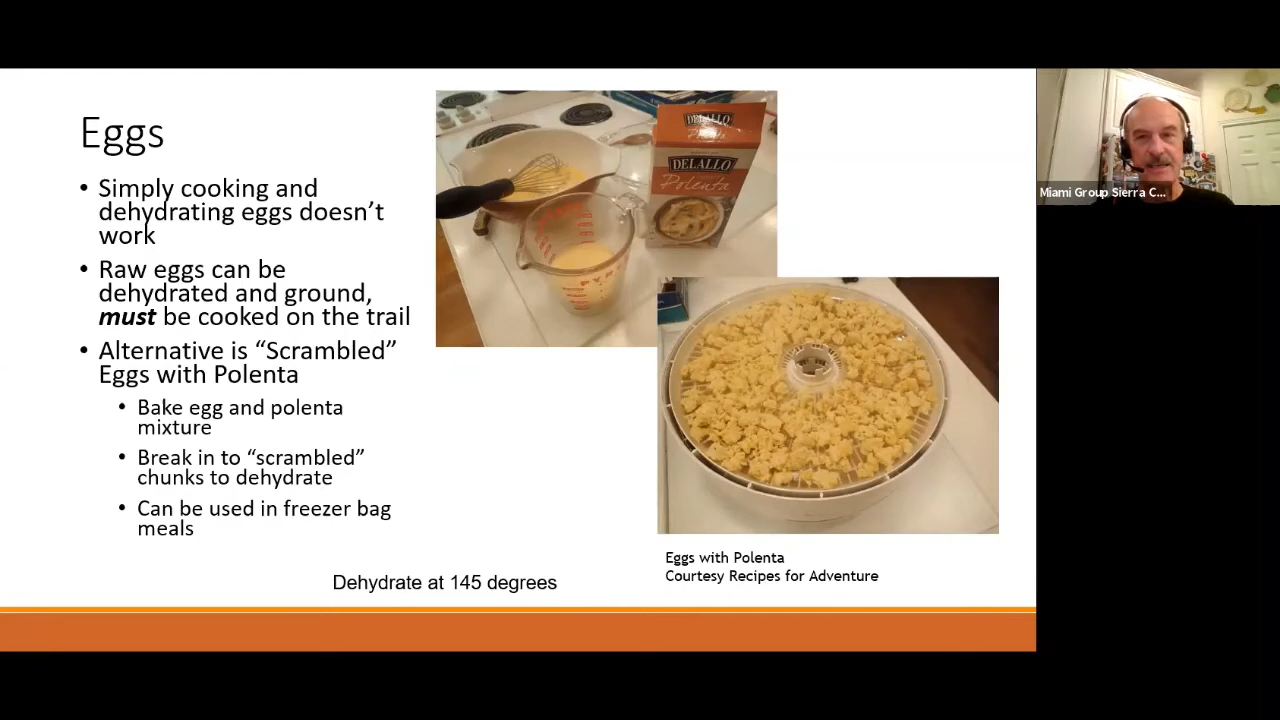 Eggs
• Simply cooking and
dehydrating eggs doesn’t
work
• Raw eggs can be
dehydrated and ground,
must be cooked on the trail
• Alternative is “Scrambled”
Eggs with Polenta
• Bake egg and polenta
mixture
• Break in to “scrambled”
chunks to dehydrate
• Can be used in freezer bag
meals
Dehydrate at 145 degrees
DELALLO
DELALLO
Polenta
Eggs with Polenta
Courtesy Recipes for Adventure
Miami Group Sierra C...